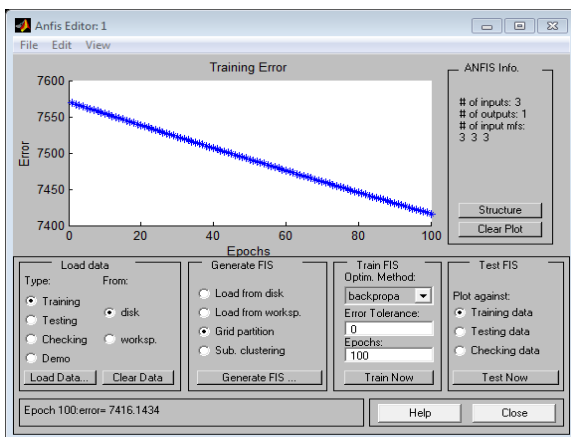 Anfis Editor: 1
File Edit View
Training Error
7600
7550
7500
7450
7400
Error
0 20 40 60 80 100
Epochs
ANFIS Info.
# of inputs: 3
# of outputs: 1
# of input mfs:
3 3 3
Structure
Clear Plot
Load data
Type: From:
Training
Testing
Checking
Demo
disk
worksp.
Load Data... Clear Data
Generate FIS
Load from disk
Load from worksp.
Grid partition
Sub. clustering
Generate FIS ...
Train FIS
Optim. Method:
backpropa
Error Tolerance:
0
Epochs:
100
Train Now
Test FIS
Plot against:
Training data
Testing data
Checking data
Test Now
Epoch 100:error= 7416.1434
Help Close